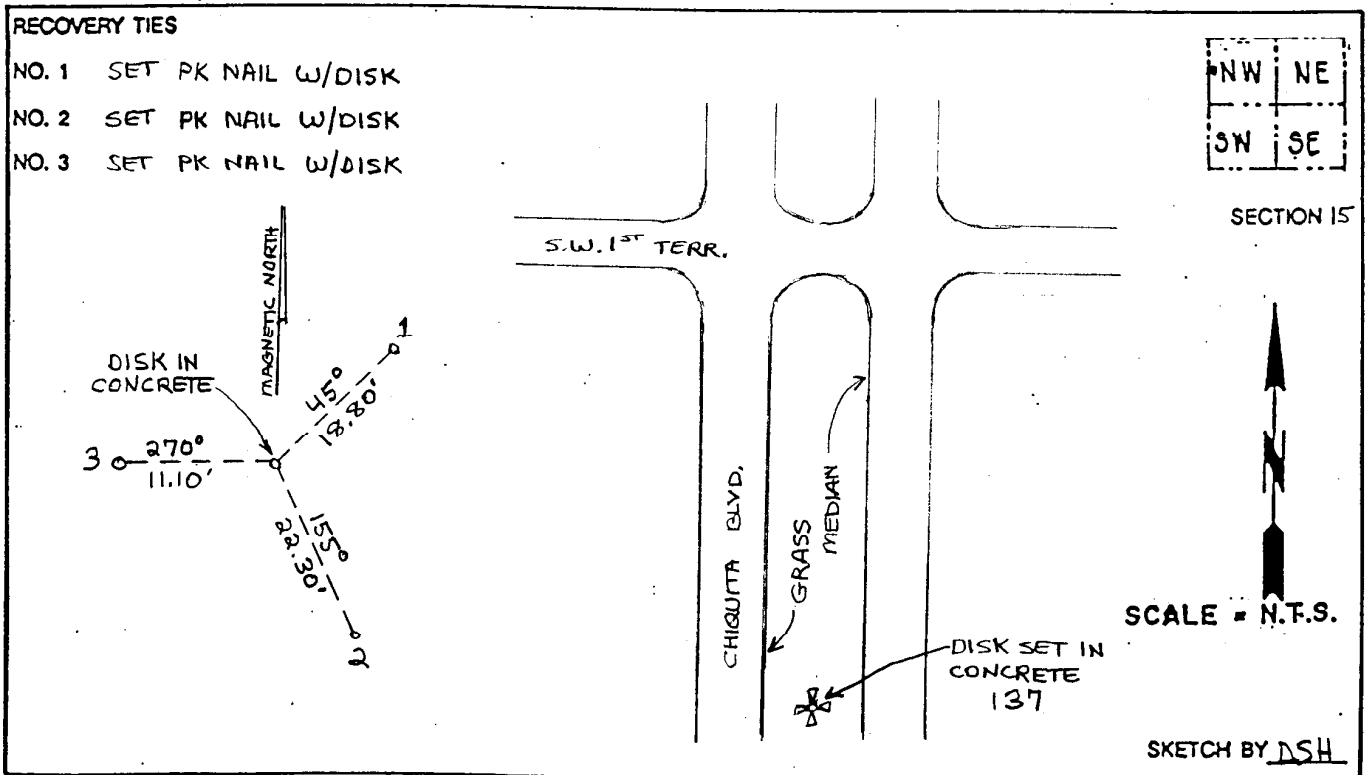 RECOVERY TIES
NO. 1 SET PK NAIL W/DISK
NO. 2 SET PK NAIL W/DISK
NO. 3 SET PK NAIL W/DISK
NW NE
SW SE
SECTION 15
S.W. 1ST TERR.
MAGNETIC NORTH
1
DISK IN
CONCRETE
45°
18.80'
3
270°
11.10'
155°
22.30'
2
CHIQUITA BLVD.
GRASS
MEDIAN
N
SCALE = N.T.S.
DISK SET IN
CONCRETE
137
SKETCH BY DSH